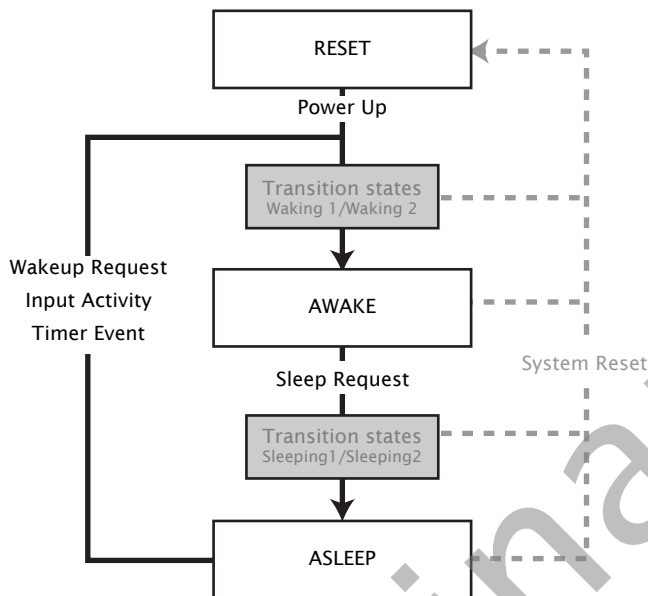 RESET
Power Up
Transition states
Waking 1/Waking 2
Wakeup Request
Input Activity
Timer Event
AWAKE
Sleep Request
System Reset
Transition states
Sleeping1/Sleeping2
ASLEEP
ina